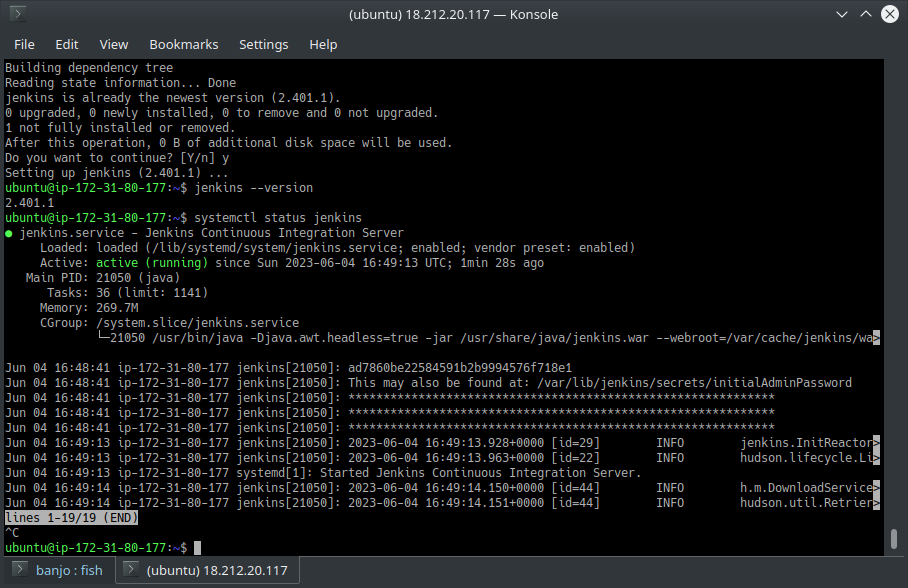 (ubuntu) 18.212.20.117 — Konsole
File Edit View Bookmarks Settings Help
Building dependency tree
Reading state information... Done
jenkins is already the newest version (2.401.1).
0 upgraded, 0 newly installed, 0 to remove and 0 not upgraded.
1 not fully installed or removed.
After this operation, 0 B of additional disk space will be used.
Do you want to continue? [Y/n] y
Setting up jenkins (2.401.1) ...
ubuntu@ip-172-31-80-177:~$ jenkins --version
2.401.1
ubuntu@ip-172-31-80-177:~$ systemctl status jenkins
● jenkins.service - Jenkins Continuous Integration Server
Loaded: loaded (/lib/systemd/system/jenkins.service; enabled; vendor preset: enabled)
Active: active (running) since Sun 2023-06-04 16:49:13 UTC; 1min 28s ago
Main PID: 21050 (java)
Tasks: 36 (limit: 1141)
Memory: 269.7M
CGroup: /system.slice/jenkins.service
└─21050 /usr/bin/java -Djava.awt.headless=true -jar /usr/share/java/jenkins.war --webroot=/var/cache/jenkins/wa>
Jun 04 16:48:41 ip-172-31-80-177 jenkins[21050]: ad7860be22584591b2b9994576f718e1
Jun 04 16:48:41 ip-172-31-80-177 jenkins[21050]: This may also be found at: /var/lib/jenkins/secrets/initialAdminPassword
Jun 04 16:48:41 ip-172-31-80-177 jenkins[21050]: *************************************************************
Jun 04 16:48:41 ip-172-31-80-177 jenkins[21050]: *************************************************************
Jun 04 16:48:41 ip-172-31-80-177 jenkins[21050]: *************************************************************
Jun 04 16:49:13 ip-172-31-80-177 jenkins[21050]: 2023-06-04 16:49:13.928+0000 [id=29] INFO jenkins.InitReactor>
Jun 04 16:49:13 ip-172-31-80-177 jenkins[21050]: 2023-06-04 16:49:13.963+0000 [id=22] INFO hudson.lifecycle.Li>
Jun 04 16:49:13 ip-172-31-80-177 systemd[1]: Started Jenkins Continuous Integration Server.
Jun 04 16:49:14 ip-172-31-80-177 jenkins[21050]: 2023-06-04 16:49:14.150+0000 [id=44] INFO h.m.DownloadService>
Jun 04 16:49:14 ip-172-31-80-177 jenkins[21050]: 2023-06-04 16:49:14.151+0000 [id=44] INFO hudson.util.Retrier>
lines 1-19/19 (END)
^C
ubuntu@ip-172-31-80-177:~$
banjo : fish (ubuntu) 18.212.20.117